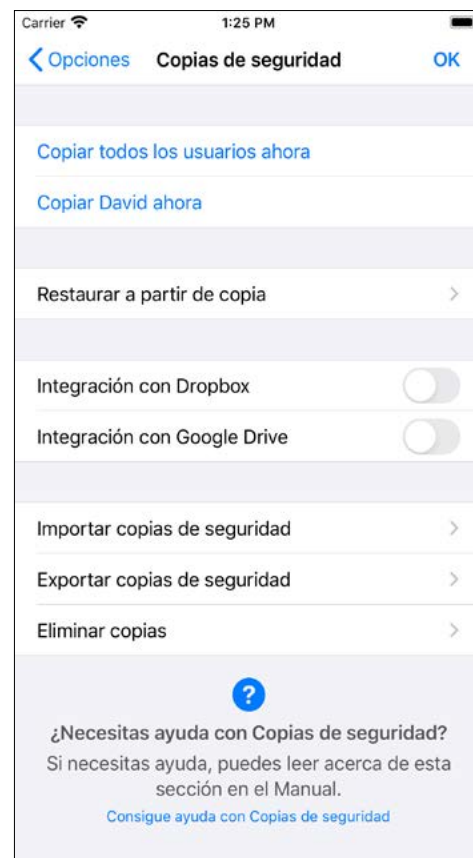 Carrier 1:25 PM
Opciones Copias de seguridad OK
Copiar todos los usuarios ahora
Copiar David ahora
Restaurar a partir de copia
Integración con Dropbox
Integración con Google Drive
Importar copias de seguridad
Exportar copias de seguridad
Eliminar copias
?
¿Necesitas ayuda con Copias de seguridad?
Si necesitas ayuda, puedes leer acerca de esta
sección en el Manual.
Consigue ayuda con Copias de seguridad